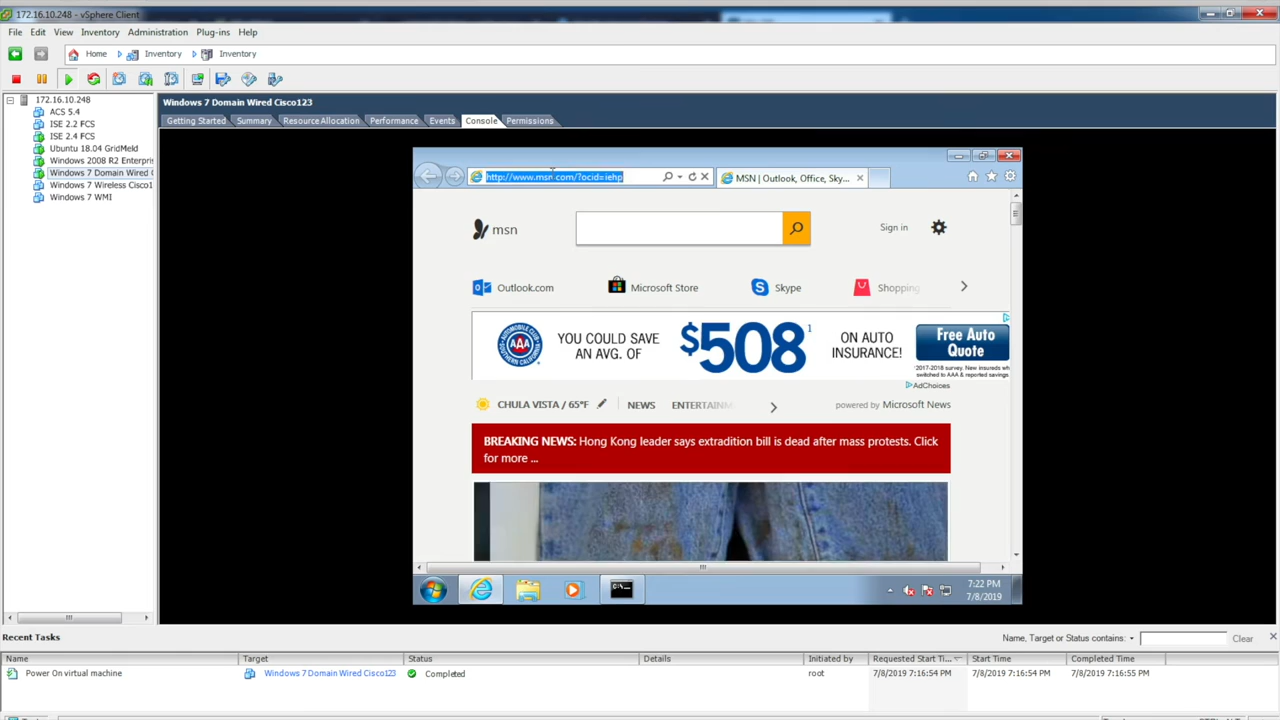 172.16.10.248 - vSphere Client
File Edit View Inventory Administration Plug-ins Help
Home Inventory Inventory
172.16.10.248
ACS 5.4
ISE 2.2 FCS
ISE 2.4 FCS
Ubuntu 18.04 GridMeld
Windows 2008 R2 Enterpris
Windows 7 Domain Wired C
Windows 7 Wireless Cisco1
Windows 7 WMI
Windows 7 Domain Wired Cisco123
Getting Started Summary Resource Allocation Performance Events Console Permissions
http://www.msn.com/?ocid=iehp
MSN | Outlook, Office, Sky...
msn
Sign in
Outlook.com Microsoft Store Skype Shopping
AAA
YOU COULD SAVE AN AVG. OF
$508 1
ON AUTO INSURANCE!
Free Auto Quote
AdChoices
CHULA VISTA / 65°F NEWS ENTERTAINM powered by Microsoft News
BREAKING NEWS: Hong Kong leader says extradition bill is dead after mass protests. Click
for more ...
C:\.
7:22 PM
7/8/2019
Recent Tasks
Name, Target or Status contains: Clear
Name Target Status Details Initiated by Requested Start Ti... Start Time Completed Time
Power On virtual machine Windows 7 Domain Wired Cisco123 Completed root 7/8/2019 7:16:54 PM 7/8/2019 7:16:54 PM 7/8/2019 7:16:55 PM